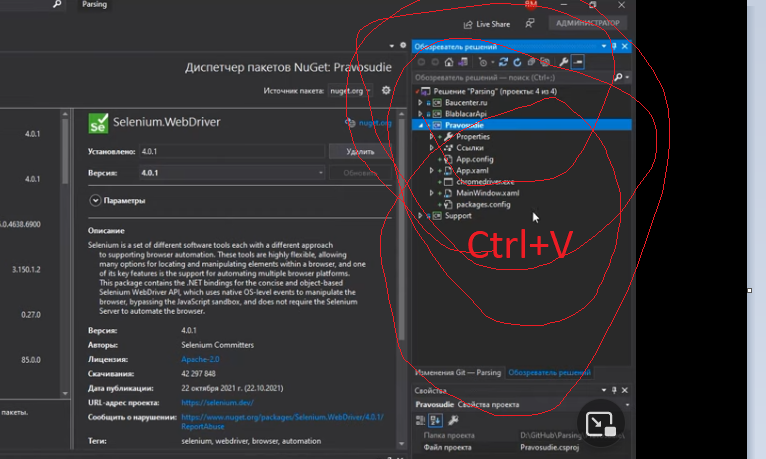 Parsing
ВМ
Live Share
АДМИНИСТРАТОР
Диспетчер пакетов NuGet: Pravosudie
Источник пакета: nuget.org
4.0.1
4.0.1
.0.4638.6900
3.150.1.2
0.27.0
85.0.0
пакеты.
Selenium.WebDriver
nuget.org
Установлено: 4.0.1
Удалить
Версия: 4.0.1
Обновить
Параметры
Описание
Selenium is a set of different software tools each with a different approach
to supporting browser automation. These tools are highly flexible, allowing
many options for locating and manipulating elements within a browser, and one
of its key features is the support for automating multiple browser platforms.
This package contains the .NET bindings for the concise and object-based
Selenium WebDriver API, which uses native OS-level events to manipulate the
browser, bypassing the JavaScript sandbox, and does not require the Selenium
Server to automate the browser.
Версия: 4.0.1
Авторы: Selenium Committers
Лицензия: Apache-2.0
Скачивания: 42 297 848
Дата публикации: 22 октября 2021 г. (22.10.2021)
URL-адрес проекта: https://selenium.dev/
Сообщить о нарушении: https://www.nuget.org/packages/Selenium.WebDriver/4.0.1/
ReportAbuse
Теги: selenium, webdriver, browser, automation
Обозреватель решений
Обозреватель решений — поиск (Ctrl+;)
Решение "Parsing" (проекты: 4 из 4)
Baucenter.ru
BlablacarApi
Pravosudie
Properties
Ссылки
App.config
App.xaml
chromedriver.exe
MainWindow.xaml
packages.config
Support
Ctrl+V
Изменения Git — Parsing
Обозреватель решений
Свойства
Pravosudie Свойства проекта
Папка проекта D:\GitHub\Parsing
Файл проекта Pravosudie.csproj